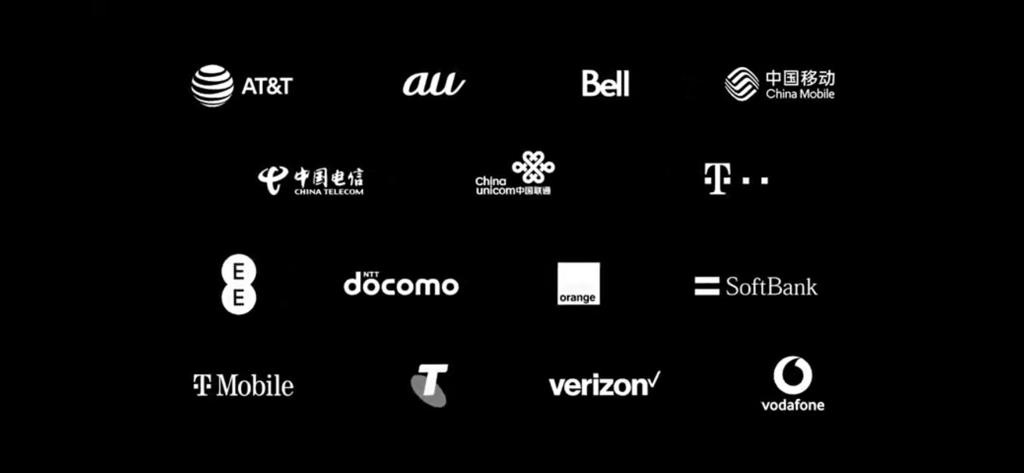 AT&T
au
Bell
中国移动
China Mobile
中国电信
CHINA TELECOM
China
unicom中国联通
T
E
E
NTT
docomo
orange
SoftBank
T Mobile
T
verizon
vodafone